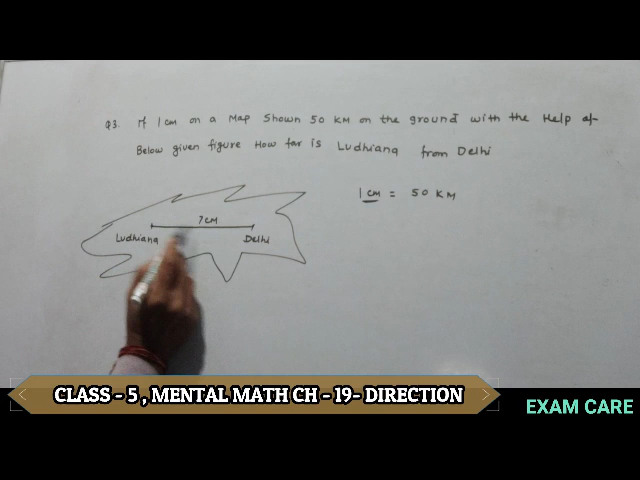 Q3. If 1cm on a Map Shown 50 KM on the ground with the Help of
Below given figure How far is Ludhiana from Delhi
1 cm = 50 KM
7cm
Ludhiana Delhi
CLASS - 5 , MENTAL MATH CH - 19- DIRECTION
EXAM CARE